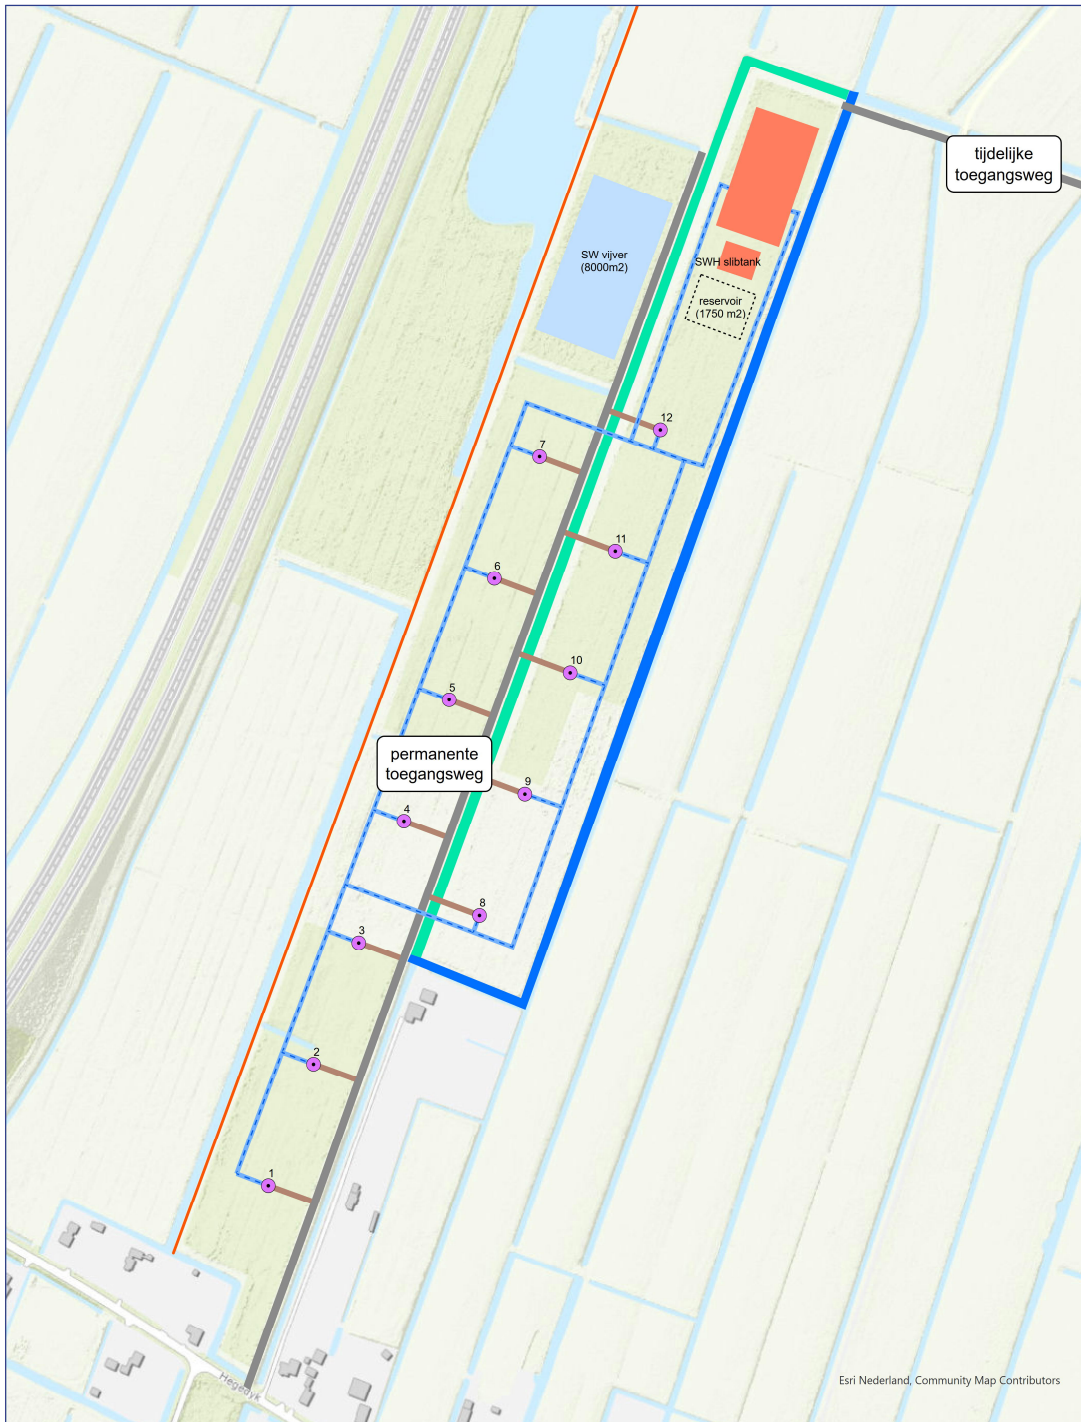 tijdelijke
toegangsweg
SW vijver
(8000m2)
SWH slibtank
reservoir
(1750 m2)
12
7
11
6
10
5
permanente
toegangsweg
9
4
8
3
2
1
Hegedyk
Esri Nederland, Community Map Contributors